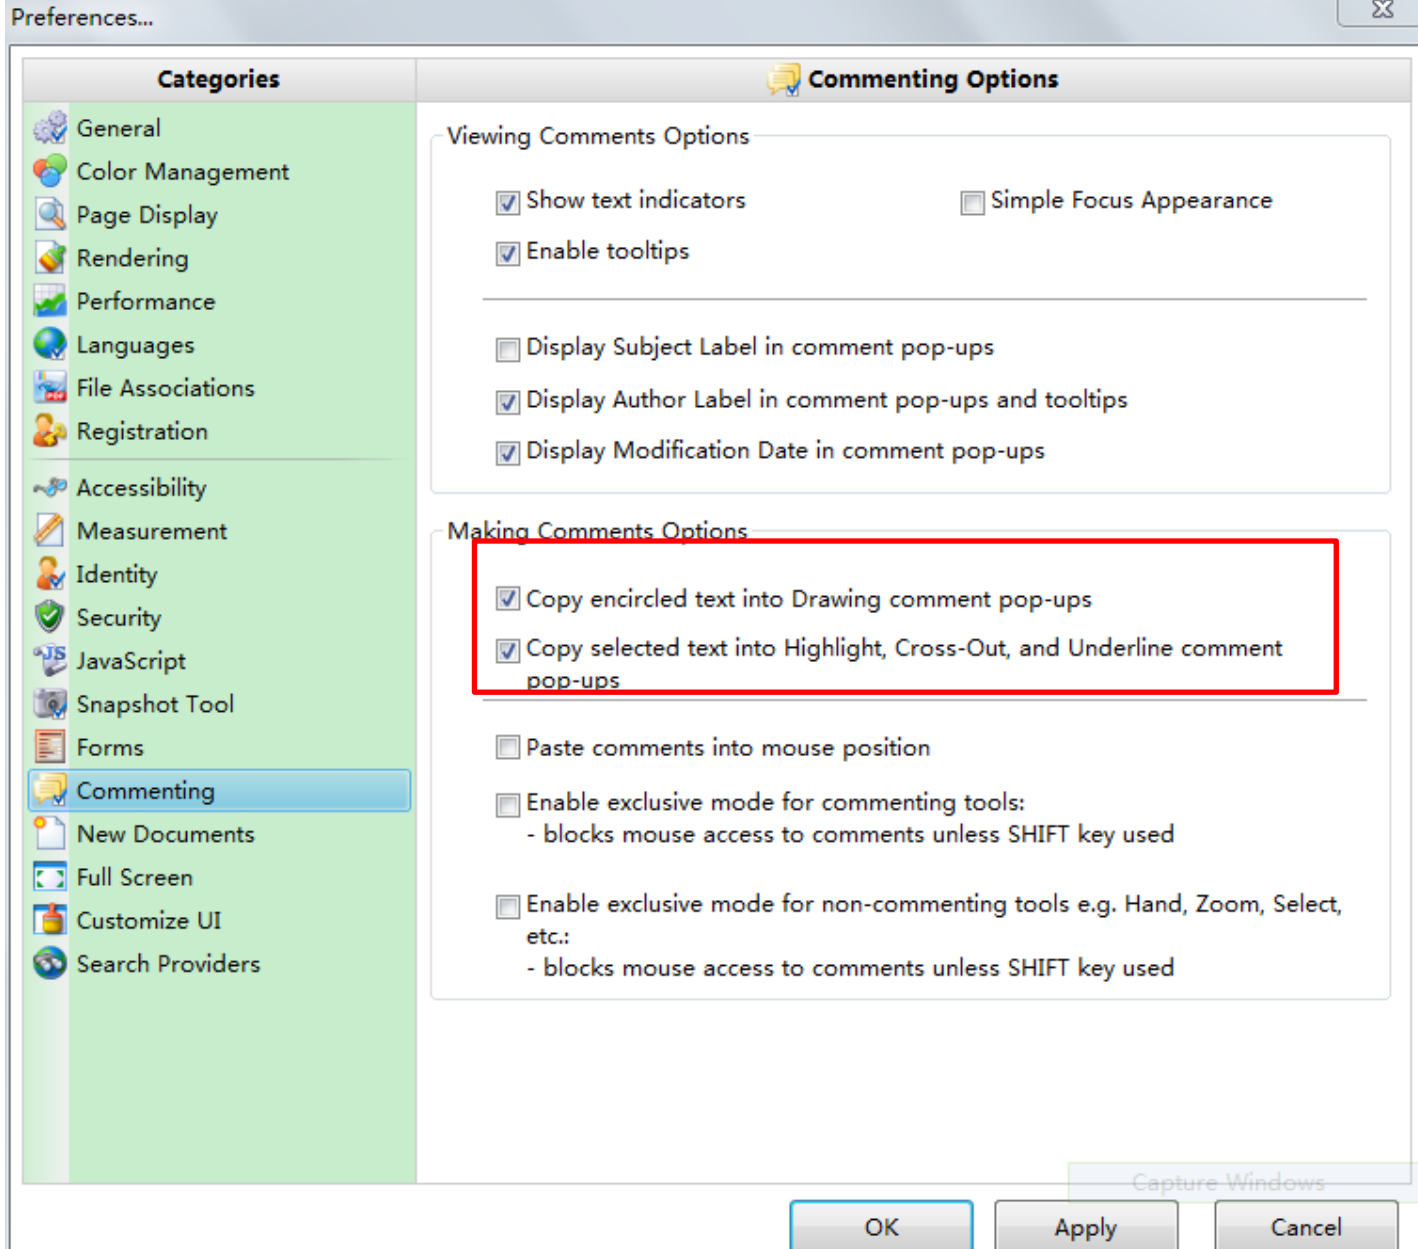 Preferences...
Categories
Commenting Options
General
Color Management
Page Display
Rendering
Performance
Languages
File Associations
Registration
Accessibility
Measurement
Identity
Security
JavaScript
Snapshot Tool
Forms
Commenting
New Documents
Full Screen
Customize UI
Search Providers
Viewing Comments Options
Show text indicators
Simple Focus Appearance
Enable tooltips
Display Subject Label in comment pop-ups
Display Author Label in comment pop-ups and tooltips
Display Modification Date in comment pop-ups
Making Comments Options
Copy encircled text into Drawing comment pop-ups
Copy selected text into Highlight, Cross-Out, and Underline comment
pop-ups
Paste comments into mouse position
Enable exclusive mode for commenting tools:
- blocks mouse access to comments unless SHIFT key used
Enable exclusive mode for non-commenting tools e.g. Hand, Zoom, Select,
etc.:
- blocks mouse access to comments unless SHIFT key used
Capture Windows
OK
Apply
Cancel